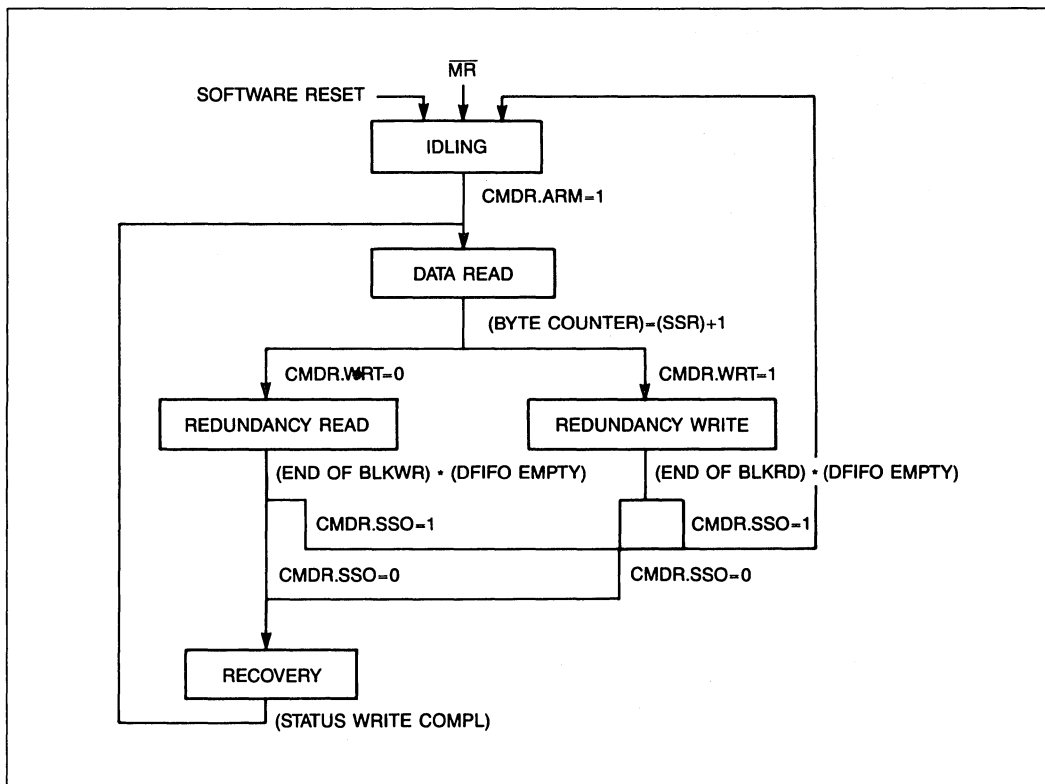 MR
SOFTWARE RESET
IDLING
CMDR.ARM=1
DATA READ
(BYTE COUNTER)=(SSR)+1
CMDR.WRT=0
CMDR.WRT=1
REDUNDANCY READ
REDUNDANCY WRITE
(END OF BLKWR) * (DFIFO EMPTY)
(END OF BLKRD) * (DFIFO EMPTY)
CMDR.SSO=1
CMDR.SSO=1
CMDR.SSO=0
CMDR.SSO=0
RECOVERY
(STATUS WRITE COMPL)